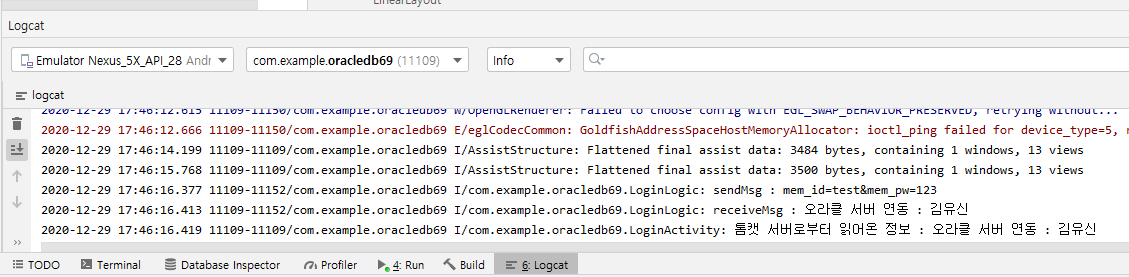 LinearLayout
Logcat
Emulator Nexus_5X_API_28 Andr
com.example.oracledb69 (11109)
Info
logcat
2020-12-29 17:46:12.615 11109-11150/com.example.oracledb69 W/OpenGLRenderer: Failed to choose config with EGL_SWAP_BEHAVIOR_PRESERVED, retrying without...
2020-12-29 17:46:12.666 11109-11150/com.example.oracledb69 E/eglCodecCommon: GoldfishAddressSpaceHostMemoryAllocator: ioctl_ping failed for device_type=5, r
2020-12-29 17:46:14.199 11109-11109/com.example.oracledb69 I/AssistStructure: Flattened final assist data: 3484 bytes, containing 1 windows, 13 views
2020-12-29 17:46:15.768 11109-11109/com.example.oracledb69 I/AssistStructure: Flattened final assist data: 3500 bytes, containing 1 windows, 13 views
2020-12-29 17:46:16.377 11109-11152/com.example.oracledb69 I/com.example.oracledb69.LoginLogic: sendMsg : mem_id=test&mem_pw=123
2020-12-29 17:46:16.413 11109-11152/com.example.oracledb69 I/com.example.oracledb69.LoginLogic: receiveMsg : 오라클 서버 연동 : 김유신
2020-12-29 17:46:16.419 11109-11109/com.example.oracledb69 I/com.example.oracledb69.LoginActivity: 톰캣 서버로부터 읽어온 정보 : 오라클 서버 연동 : 김유신
TODO
Terminal
Database Inspector
Profiler
4: Run
Build
6: Logcat